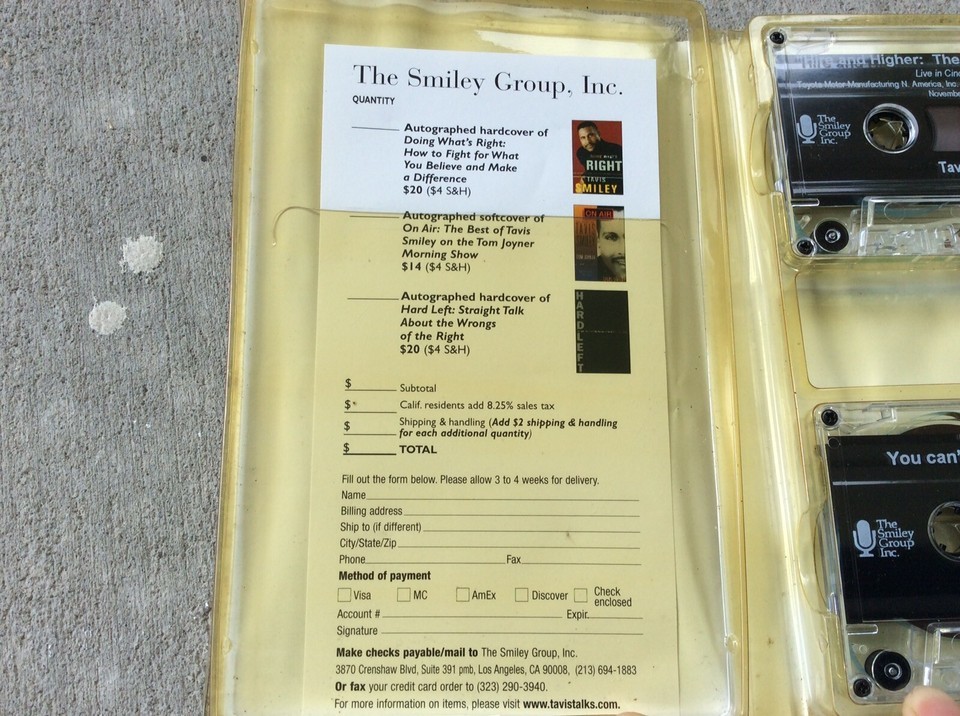 The Smiley Group, Inc.
QUANTITY
Autographed hardcover of
Doing What's Right:
How to Fight for What
You Believe and Make
a Difference
$20 ($4 S&H)
RIGHT
TAVIS
SMILEY
Autographed softcover of
On Air: The Best of Tavis
Smiley on the Tom Joyner
Morning Show
$14 ($4 S&H)
ON AIR
Autographed hardcover of
Hard Left: Straight Talk
About the Wrongs
of the Right
$20 ($4 S&H)
HARD LEFT
$ Subtotal
$ Calif. residents add 8.25% sales tax
$ Shipping & handling (Add $2 shipping & handling
for each additional quantity)
$ TOTAL
Fill out the form below. Please allow 3 to 4 weeks for delivery.
Name
Billing address
Ship to (if different)
City/State/Zip
Phone Fax
Method of payment
Visa MC AmEx Discover Check
enclosed
Account # Expir.
Signature
Make checks payable/mail to The Smiley Group, Inc.
3870 Crenshaw Blvd, Suite 391 pmb, Los Angeles, CA 90008, (213) 694-1883
Or fax your credit card order to (323) 290-3940.
For more information on items, please visit www.tavistalks.com.
Higher: The
Live in
Toyota Motor Manufacturing N. America, Inc.
The
Smiley
Group
Inc.
You can'
The
Smiley
Group
Inc.